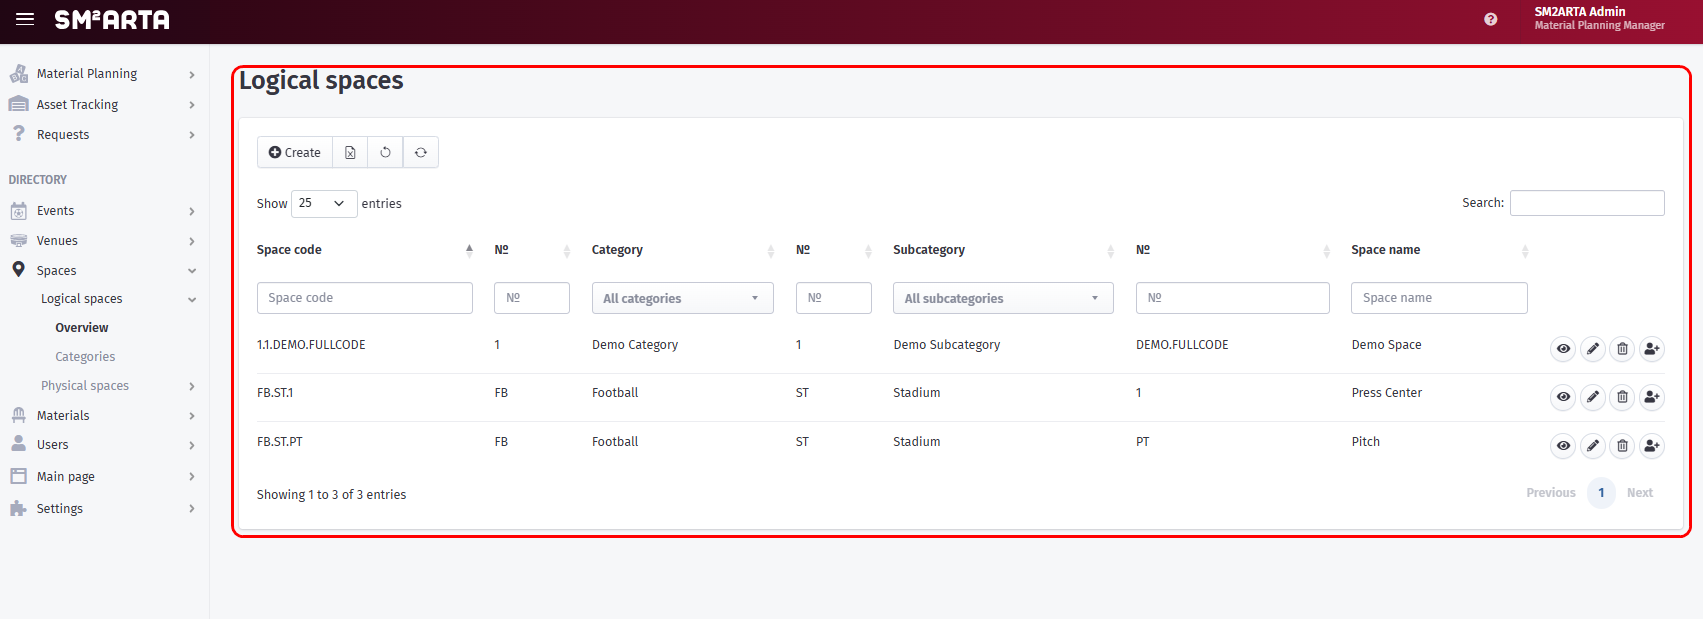 SM²ARTA
SM2ARTA Admin
Material Planning Manager
Material Planning
Asset Tracking
Requests
DIRECTORY
Events
Venues
Spaces
Logical spaces
Overview
Categories
Physical spaces
Materials
Users
Main page
Settings
Logical spaces
Create
Show 25 entries
Search:
Space code № Category № Subcategory № Space name
Space code № All categories № All subcategories № Space name
1.1.DEMO.FULLCODE 1 Demo Category 1 Demo Subcategory DEMO.FULLCODE Demo Space
FB.ST.1 FB Football ST Stadium 1 Press Center
FB.ST.PT FB Football ST Stadium PT Pitch
Showing 1 to 3 of 3 entries
Previous 1 Next